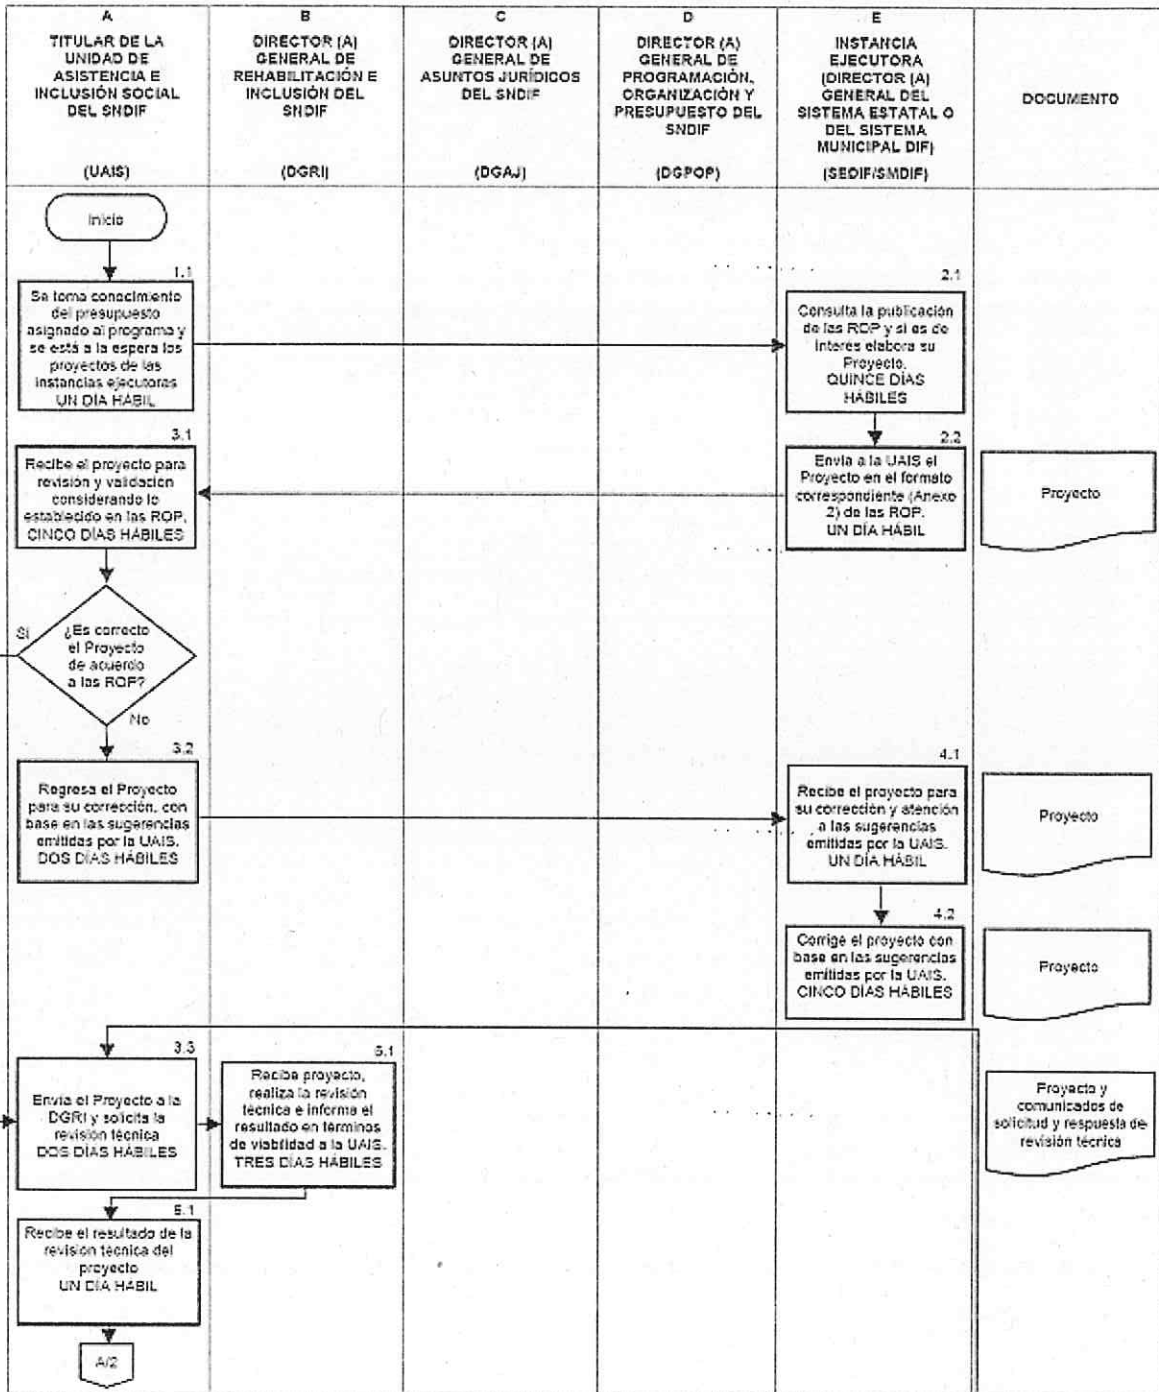 A
TITULAR DE LA
UNIDAD DE
ASISTENCIA E
INCLUSIÓN SOCIAL
DEL SNDIF
(UAIS)
B
DIRECTOR (A)
GENERAL DE
REHABILITACIÓN E
INCLUSIÓN DEL
SNDIF
(DGRI)
C
DIRECTOR (A)
GENERAL DE
ASUNTOS JURÍDICOS
DEL SNDIF
(DGAJ)
D
DIRECTOR (A)
GENERAL DE
PROGRAMACIÓN,
ORGANIZACIÓN Y
PRESUPUESTO DEL
SNDIF
(DGPOP)
E
INSTANCIA
EJECUTORA
(DIRECTOR (A)
GENERAL DEL
SISTEMA ESTATAL O
DEL SISTEMA
MUNICIPAL DIF)
(SEDIF/SMDIF)
DOCUMENTO
Inicio
1.1
Se toma conocimiento
del presupuesto
asignado al programa y
se está a la espera los
proyectos de las
instancias ejecutoras
UN DÍA HÁBIL
2.1
Consulta la publicación
de las ROP y si es de
interés elabora su
Proyecto.
QUINCE DÍAS
HÁBILES
3.1
Recibe el proyecto para
revisión y validación
considerando lo
establecido en las ROP.
CINCO DÍAS HÁBILES
2.2
Envía a la UAIS el
Proyecto en el formato
correspondiente (Anexo
2) de las ROP.
UN DÍA HÁBIL
Proyecto
Si
¿Es correcto
el Proyecto
de acuerdo
a las ROP?
No
3.2
Regresa el Proyecto
para su corrección, con
base en las sugerencias
emitidas por la UAIS.
DOS DÍAS HÁBILES
4.1
Recibe el proyecto para
su corrección y atención
a las sugerencias
emitidas por la UAIS.
UN DÍA HÁBIL
Proyecto
4.2
Corrige el proyecto con
base en las sugerencias
emitidas por la UAIS.
CINCO DÍAS HÁBILES
Proyecto
3.3
Envía el Proyecto a la
DGRI y solicita la
revisión técnica
DOS DÍAS HÁBILES
5.1
Recibe proyecto,
realiza la revisión
técnica e informa el
resultado en términos
de viabilidad a la UAIS.
TRES DÍAS HÁBILES
Proyecto y
comunicados de
solicitud y respuesta de
revisión técnica
6.1
Recibe el resultado de la
revisión técnica del
proyecto
UN DÍA HÁBIL
A/2